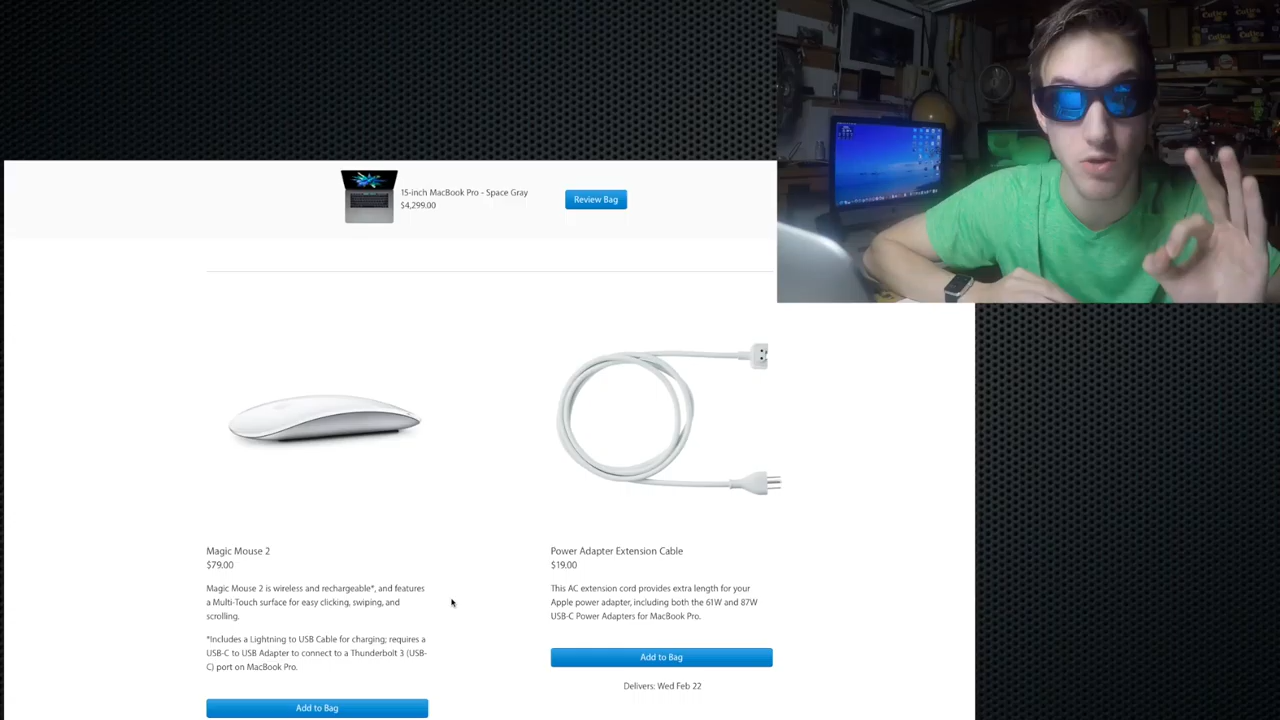 15-inch MacBook Pro - Space Gray
$4,299.00
Review Bag
Magic Mouse 2
$79.00
Magic Mouse 2 is wireless and rechargeable*, and features
a Multi-Touch surface for easy clicking, swiping, and
scrolling.
*Includes a Lightning to USB Cable for charging; requires a
USB-C to USB Adapter to connect to a Thunderbolt 3 (USB-
C) port on MacBook Pro.
Add to Bag
Power Adapter Extension Cable
$19.00
This AC extension cord provides extra length for your
Apple power adapter, including both the 61W and 87W
USB-C Power Adapters for MacBook Pro.
Add to Bag
Delivers: Wed Feb 22
Cuties